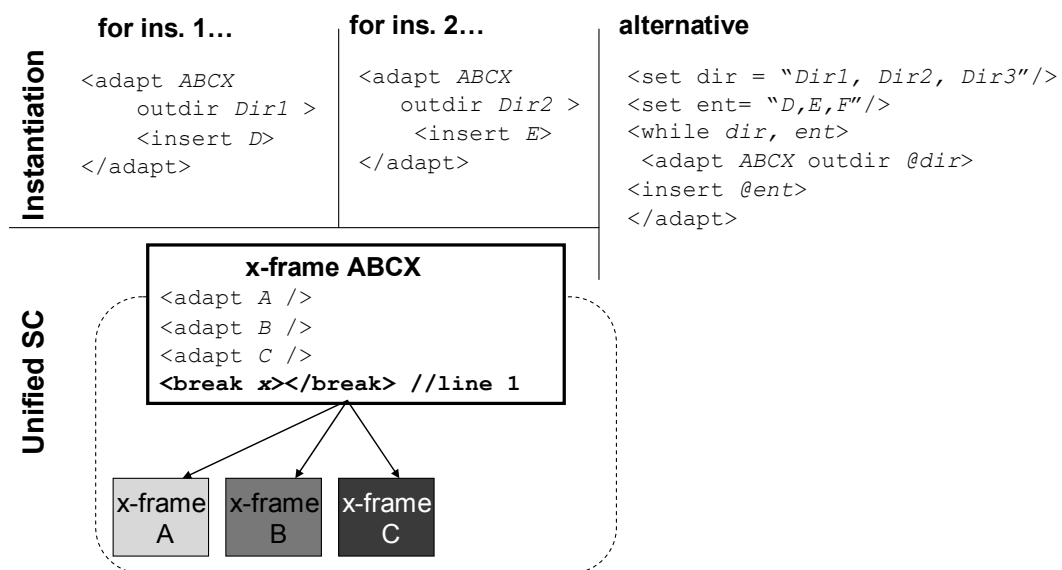 Instantiation
for ins. 1…
<adapt ABCX
outdir Dir1 >
<insert D>
</adapt>
for ins. 2…
<adapt ABCX
outdir Dir2 >
<insert E>
</adapt>
alternative
<set dir = “Dir1, Dir2, Dir3”/>
<set ent= “D,E,F”/>
<while dir, ent>
<adapt ABCX outdir @dir>
<insert @ent>
</adapt>
Unified SC
x-frame ABCX
<adapt A />
<adapt B />
<adapt C />
<break x></break> //line 1
x-frame
A
x-frame
B
x-frame
C